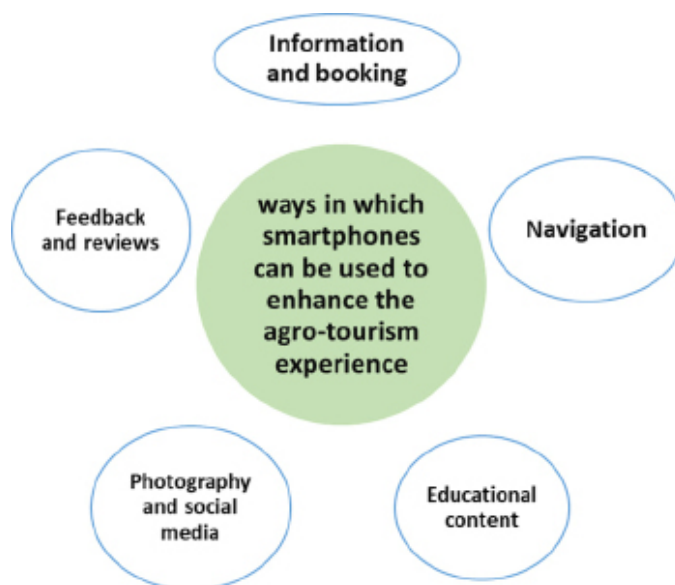 Information
and booking
Feedback
and reviews
ways in which
smartphones
can be used to
enhance the
agro-tourism
experience
Navigation
Photography
and social
media
Educational
content